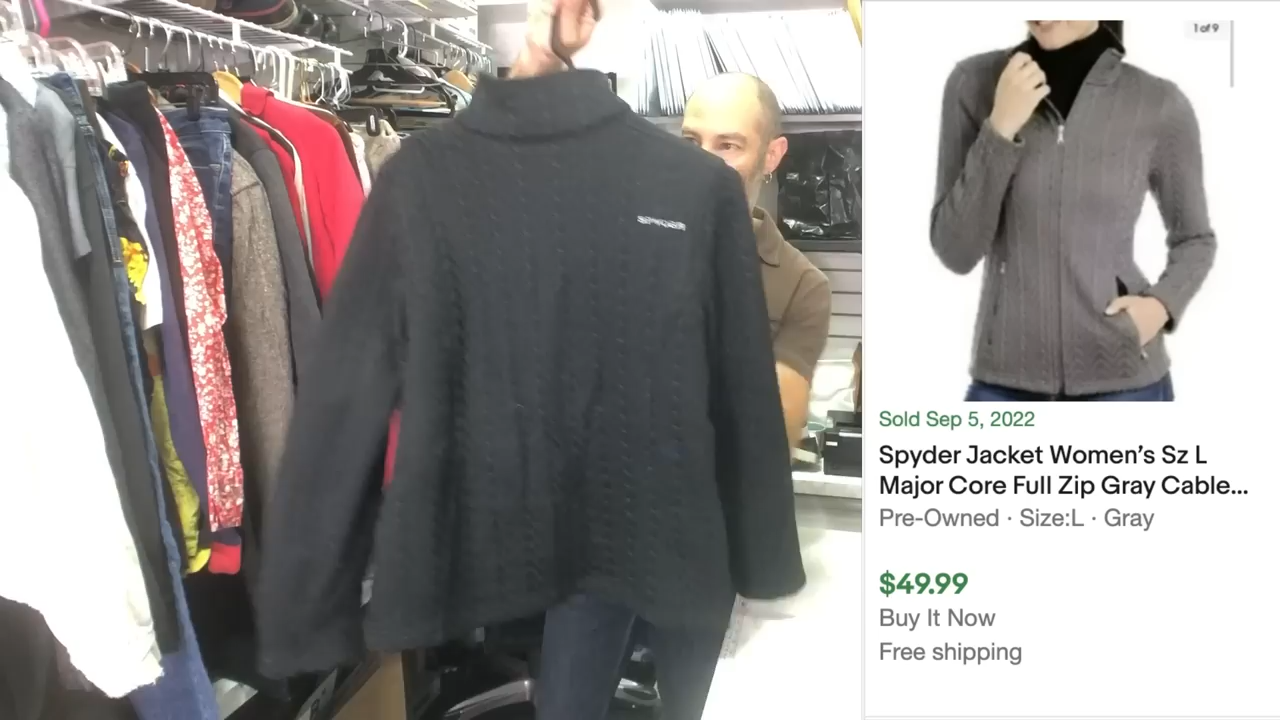 SPYDER
1 of 9
Sold Sep 5, 2022
Spyder Jacket Women’s Sz L
Major Core Full Zip Gray Cable...
Pre-Owned · Size:L · Gray
$49.99
Buy It Now
Free shipping